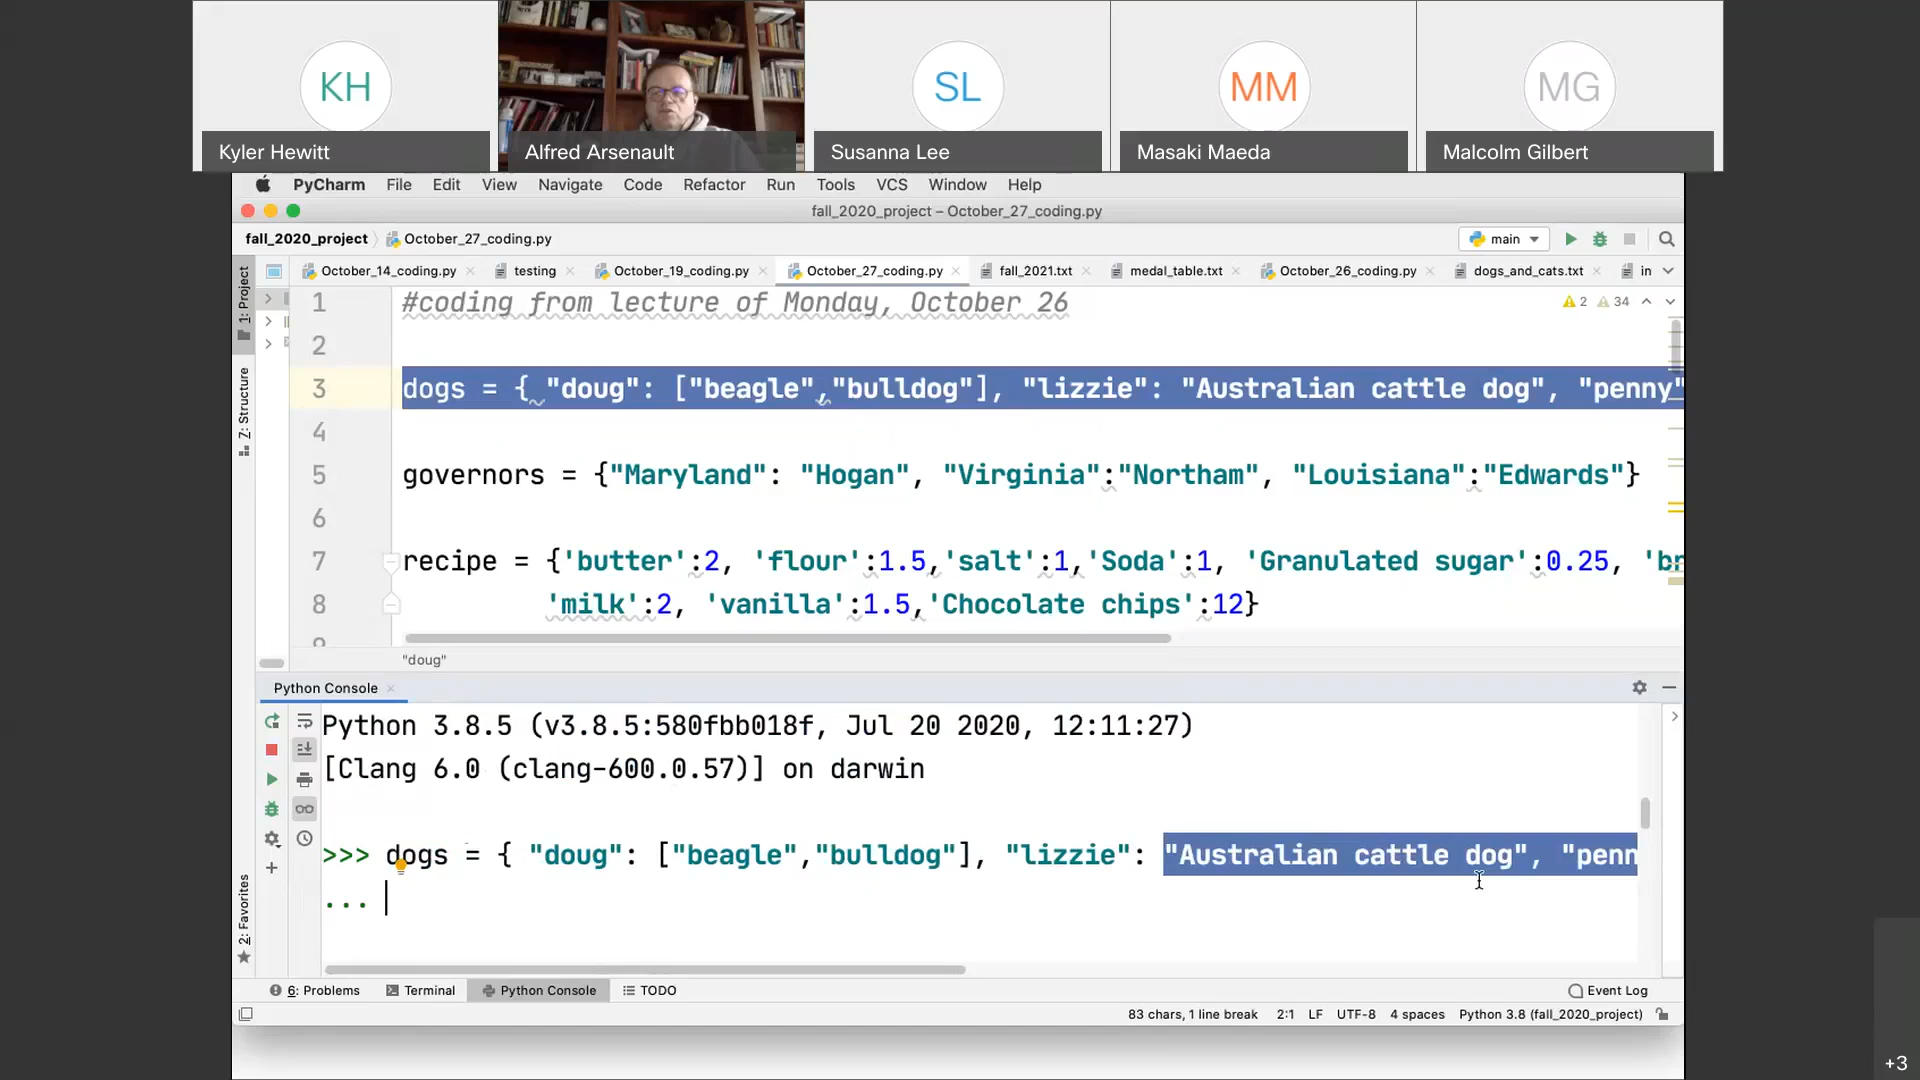 KH
SL
MM
MG
Kyler Hewitt
Alfred Arsenault
Susanna Lee
Masaki Maeda
Malcolm Gilbert
PyCharm File Edit View Navigate Code Refactor Run Tools VCS Window Help
fall_2020_project – October_27_coding.py
fall_2020_project October_27_coding.py
main
October_14_coding.py testing October_19_coding.py October_27_coding.py fall_2021.txt medal_table.txt October_26_coding.py dogs_and_cats.txt in
1: Project
Z: Structure
2: Favorites
2 34
1 #coding from lecture of Monday, October 26
2
3 dogs = { "doug": ["beagle","bulldog"], "lizzie": "Australian cattle dog", "penny"
4
5 governors = {"Maryland": "Hogan", "Virginia":"Northam", "Louisiana":"Edwards"}
6
7 recipe = {'butter':2, 'flour':1.5,'salt':1,'Soda':1, 'Granulated sugar':0.25, 'br
8 'milk':2, 'vanilla':1.5,'Chocolate chips':12}
9
"doug"
Python Console
Python 3.8.5 (v3.8.5:580fbb018f, Jul 20 2020, 12:11:27)
[Clang 6.0 (clang-600.0.57)] on darwin
>>> dogs = { "doug": ["beagle","bulldog"], "lizzie": "Australian cattle dog", "penn
...
6: Problems Terminal Python Console TODO Event Log
83 chars, 1 line break 2:1 LF UTF-8 4 spaces Python 3.8 (fall_2020_project)
+3